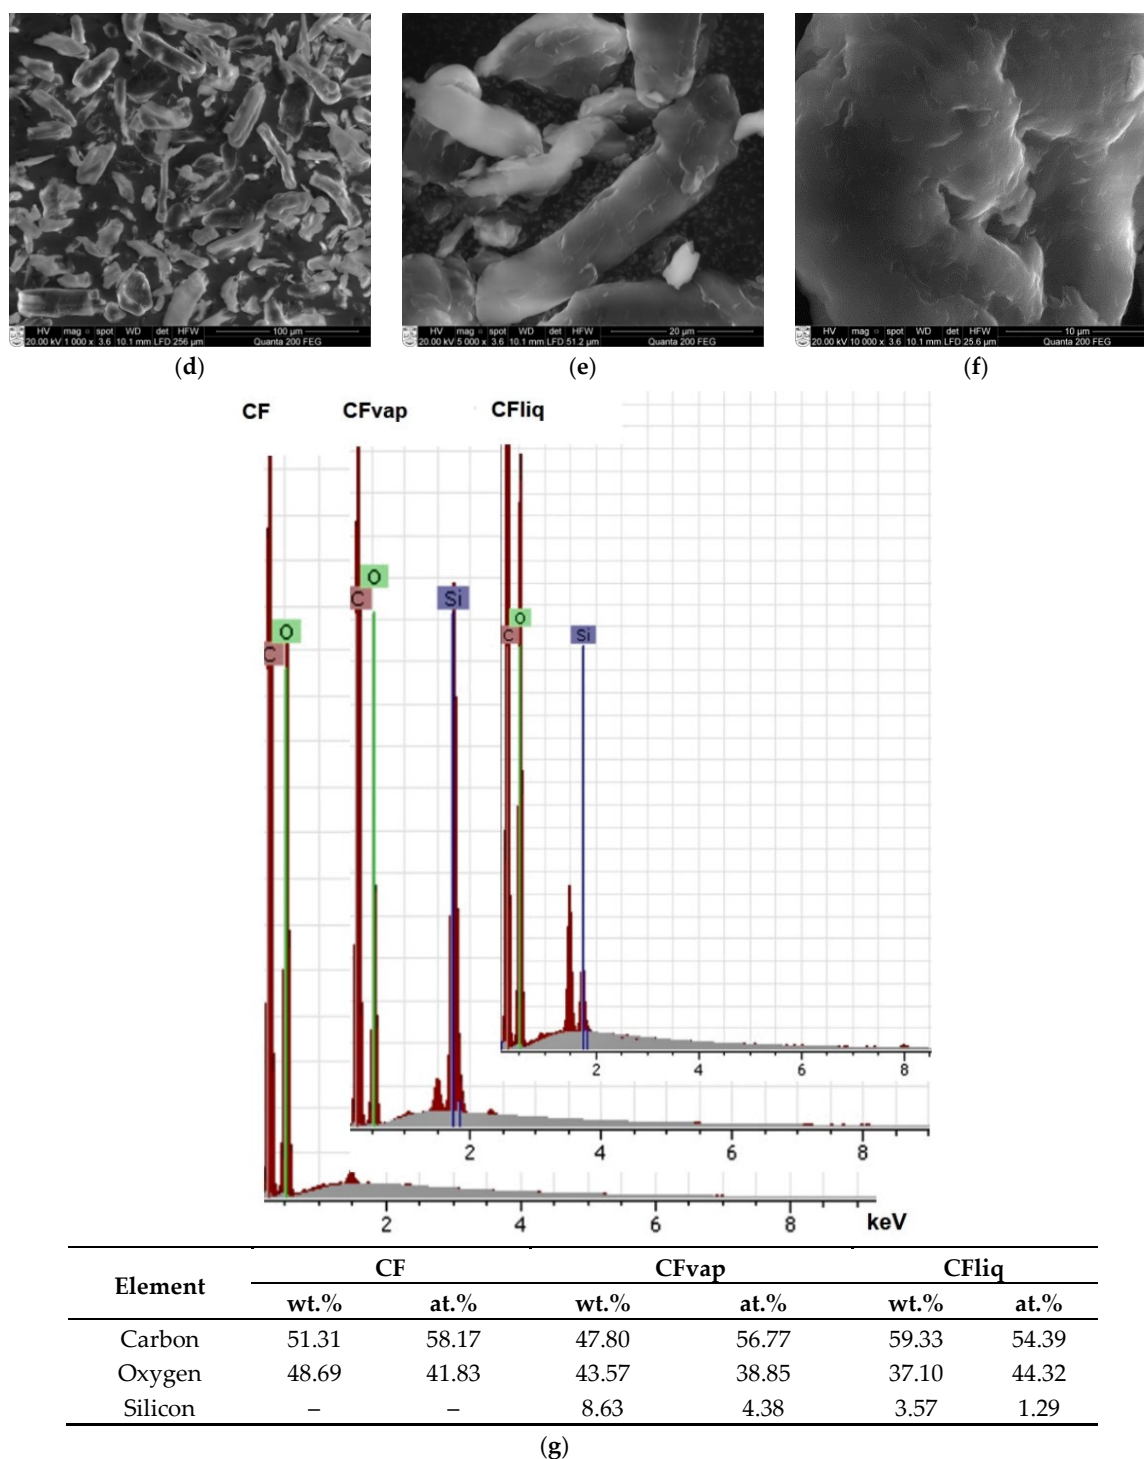 HV mag □ spot WD det HFW 100 µm
20.00 kV 1 000 x 3.6 10.1 mm LFD 256 µm Quanta 200 FEG
HV mag □ spot WD det HFW 20 µm
20.00 kV 5 000 x 3.6 10.1 mm LFD 51.2 µm Quanta 200 FEG
HV mag □ spot WD det HFW 10 µm
20.00 kV 10 000 x 3.6 10.1 mm LFD 25.6 µm Quanta 200 FEG
(d) (e) (f)
CF CFvap CFliq
C O
C O Si
C O Si
2 4 6 8
2 4 6 8
2 4 6 8 keV
Element CF CFvap CFliq
wt.% at.% wt.% at.% wt.% at.%
Carbon 51.31 58.17 47.80 56.77 59.33 54.39
Oxygen 48.69 41.83 43.57 38.85 37.10 44.32
Silicon – – 8.63 4.38 3.57 1.29
(g)